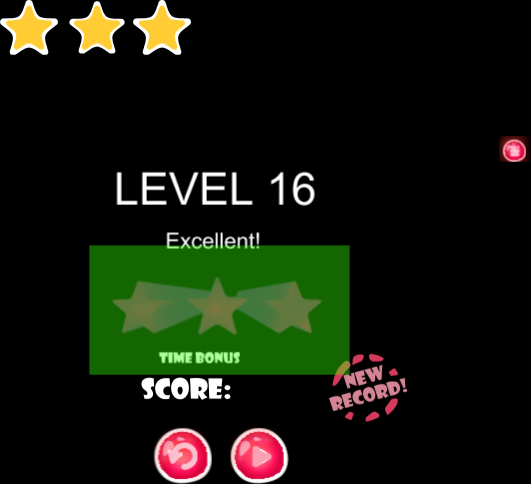 LEVEL 16
Excellent!
TIME BONUS
SCORE:
NEW
RECORD!